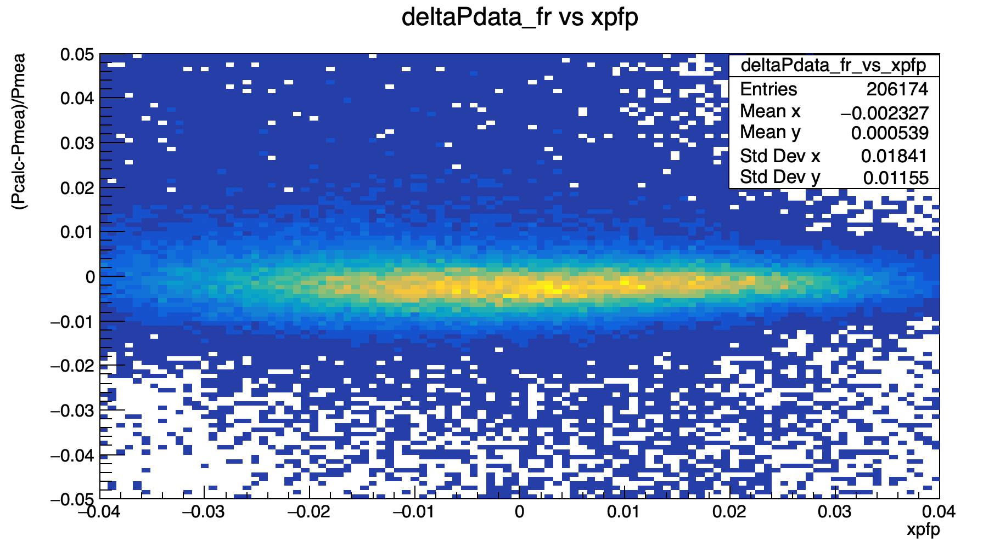 deltaPdata_fr vs xpfp
(Pcalc-Pmea)/Pmea
0.05
0.04
0.03
0.02
0.01
0
−0.01
−0.02
−0.03
−0.04
−0.05
deltaPdata_fr_vs_xpfp
Entries 206174
Mean x −0.002327
Mean y 0.000539
Std Dev x 0.01841
Std Dev y 0.01155
−0.04 −0.03 −0.02 −0.01 0 0.01 0.02 0.03 0.04
xpfp